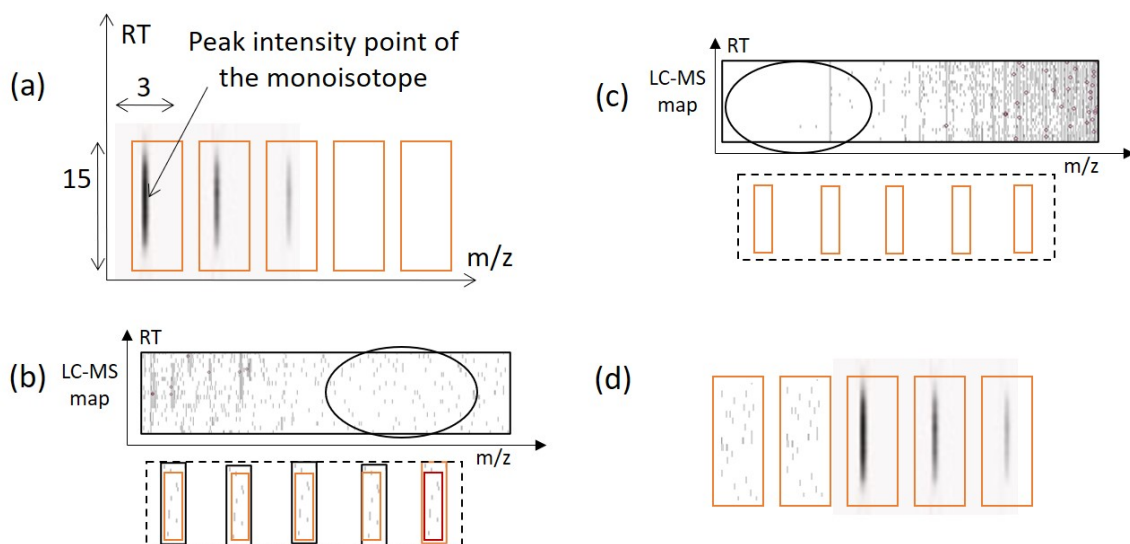 (a)
RT
Peak intensity point of
the monoisotope
3
15
m/z
(b)
RT
LC-MS
map
m/z
(c)
RT
LC-MS
map
m/z
(d)